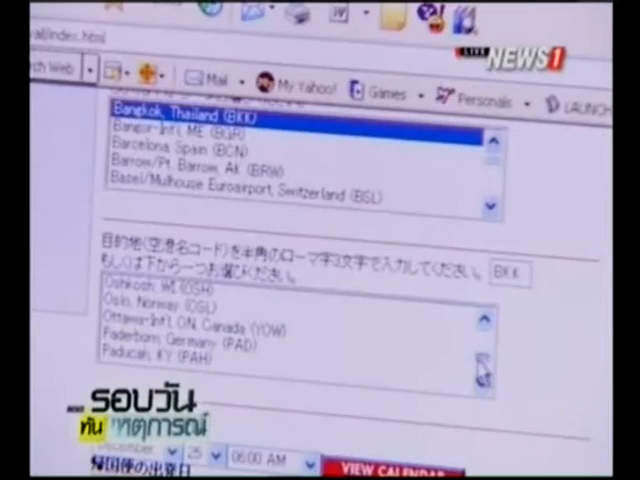 val/index.html
LIVE NEWS1
rch Web Mail My Yahoo! Games Personals LAUNCH
Bangkok, Thailand (BKK)
Bangor-Intl, ME (BGR)
Barcelona, Spain (BCN)
Barrow/Pt. Barrow, AK (BRW)
Basel/Mulhouse Euroairport, Switzerland (BSL)
目的地(空港名コード)を半角のローマ字3文字で入力してください。 BKK
もしくは下から一つお選びください。
Oshkosh, WI (OSH)
Oslo, Norway (OSL)
Ottawa-Intl, ON, Canada (YOW)
Paderborn, Germany (PAD)
Paducah, KY (PAH)
รอบวัน
ทันเหตุการณ์
December 25 06:00 AM VIEW CALENDAR
帰国便の出発日